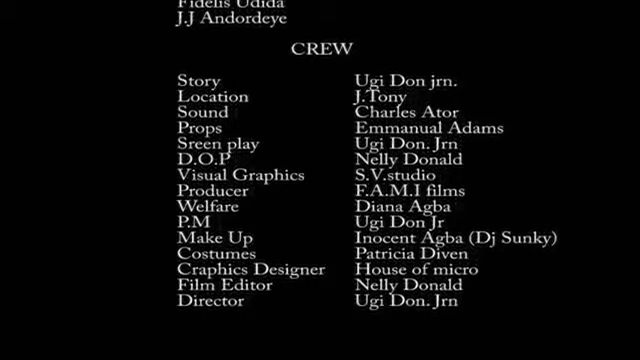 Fidelis Udida
J.J Andordeye
CREW
Story Ugi Don jrn.
Location J.Tony
Sound Charles Ator
Props Emmanual Adams
Sreen play Ugi Don. Jrn
D.O.P Nelly Donald
Visual Graphics S.V.studio
Producer F.A.M.I films
Welfare Diana Agba
P.M Ugi Don Jr
Make Up Inocent Agba (Dj Sunky)
Costumes Patricia Diven
Craphics Designer House of micro
Film Editor Nelly Donald
Director Ugi Don. Jrn